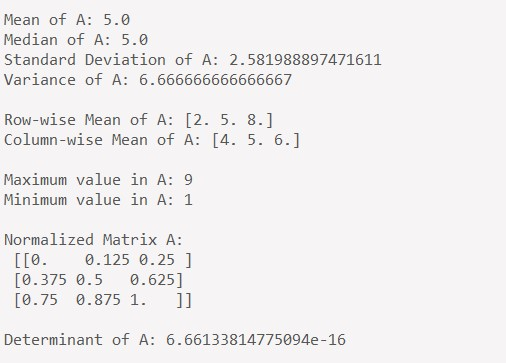 Mean of A: 5.0
Median of A: 5.0
Standard Deviation of A: 2.581988897471611
Variance of A: 6.666666666666667
Row-wise Mean of A: [2. 5. 8.]
Column-wise Mean of A: [4. 5. 6.]
Maximum value in A: 9
Minimum value in A: 1
Normalized Matrix A:
[[0.    0.125 0.25 ]
[0.375 0.5   0.625]
[0.75  0.875 1.   ]]
Determinant of A: 6.66133814775094e-16